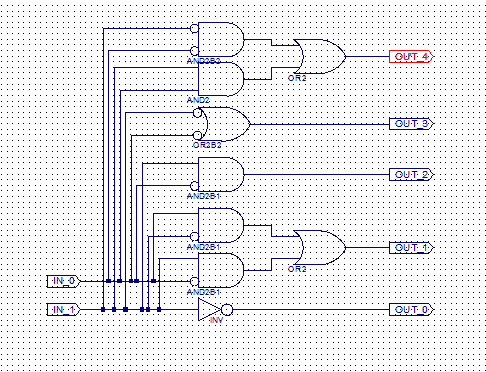 AND2B2
OUT_4
OR2
AND2
OUT_3
OR2B2
OUT_2
AND2B1
AND2B1
OUT_1
OR2
IN_0
AND2B1
IN_1
OUT_0
INV